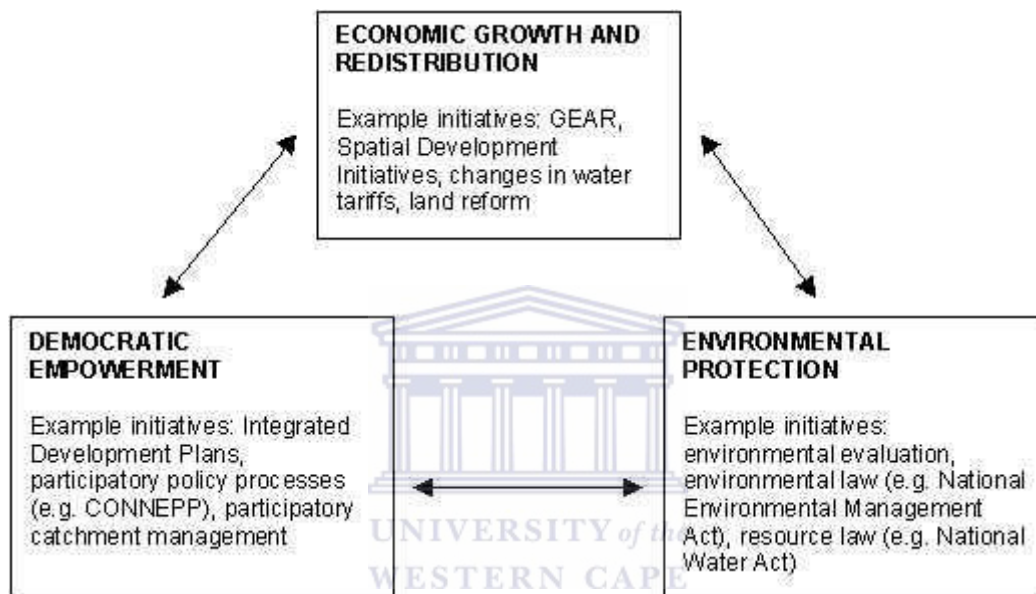 ECONOMIC GROWTH AND
REDISTRIBUTION
Example initiatives: GEAR,
Spatial Development
Initiatives, changes in water
tariffs, land reform
DEMOCRATIC
EMPOWERMENT
Example initiatives: Integrated
Development Plans,
participatory policy processes
(e.g. CONNEPP), participatory
catchment management
ENVIRONMENTAL
PROTECTION
Example initiatives:
environmental evaluation,
environmental law (e.g. National
Environmental Management
Act), resource law (e.g. National
Water Act)
UNIVERSITY of the
WESTERN CAPE